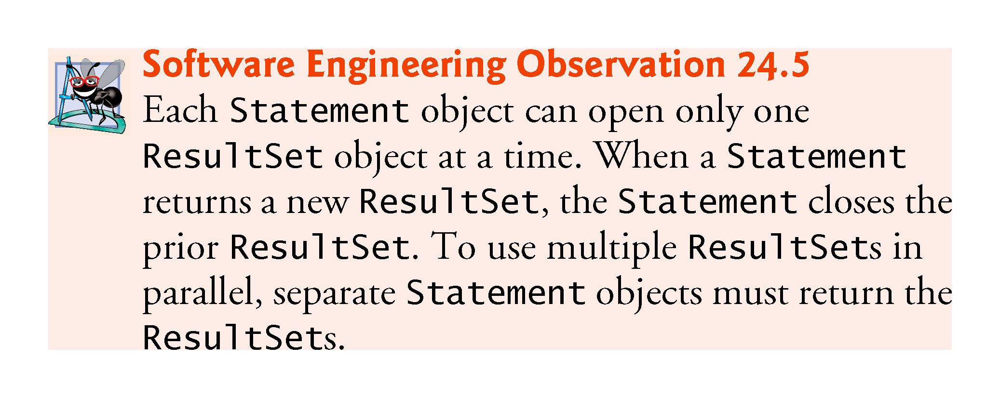 Software Engineering Observation 24.5
Each Statement object can open only one
ResultSet object at a time. When a Statement
returns a new ResultSet, the Statement closes the
prior ResultSet. To use multiple ResultSets in
parallel, separate Statement objects must return the
ResultSets.